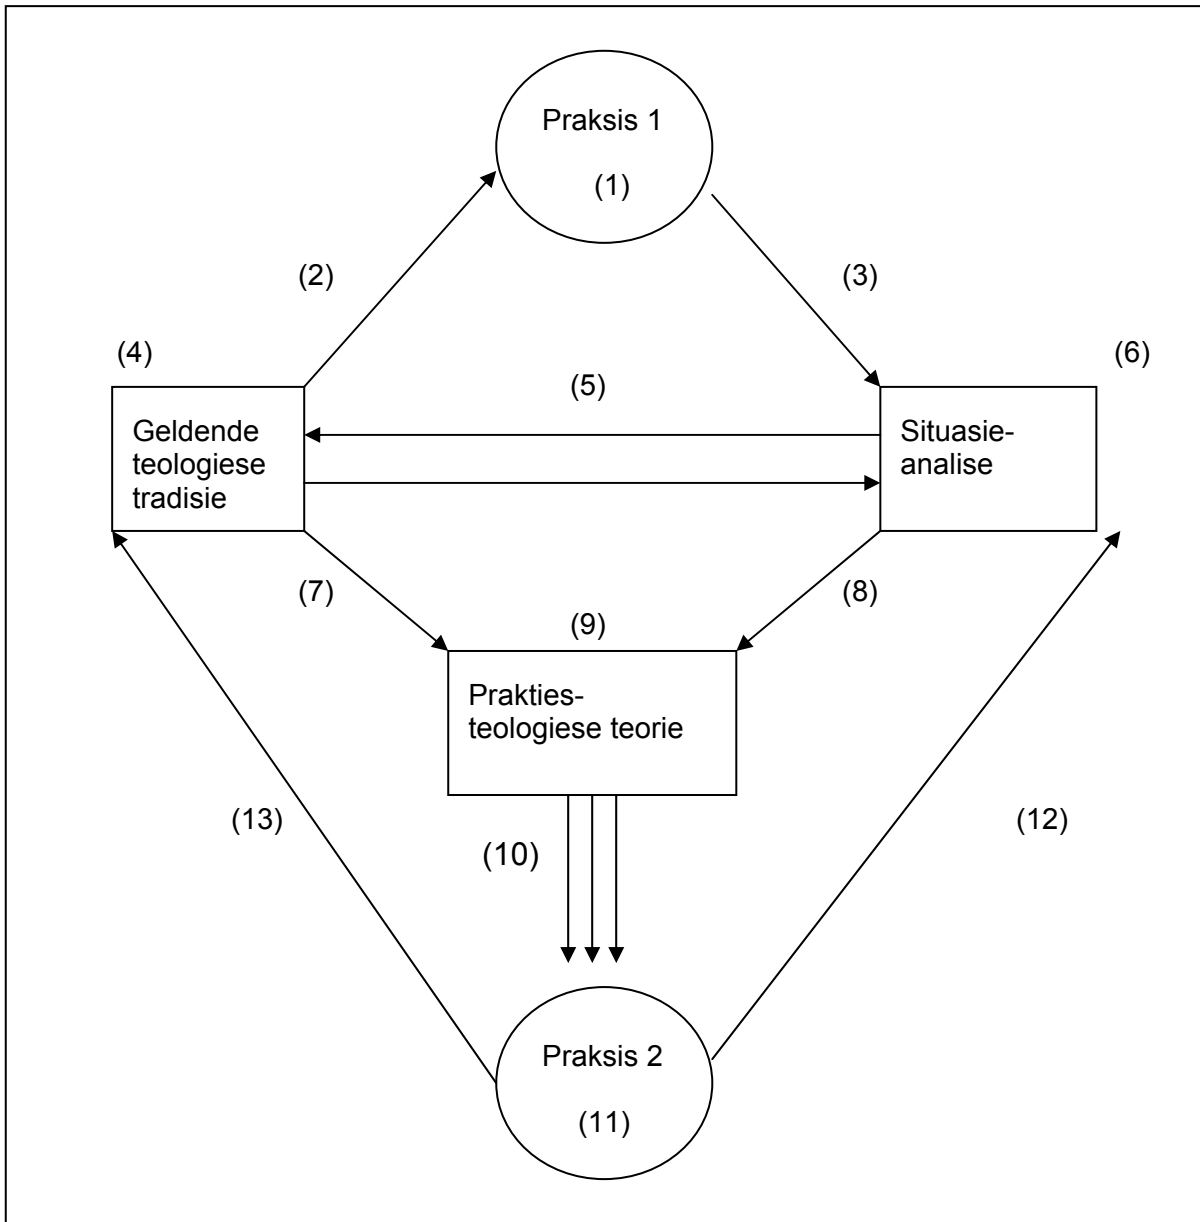 Praksis 1
(1)
(2)
(3)
(4)
(5)
(6)
Geldende
teologiese
tradisie
Situasie-
analise
(7)
(8)
(9)
Prakties-
teologiese teorie
(13)
(12)
(10)
Praksis 2
(11)